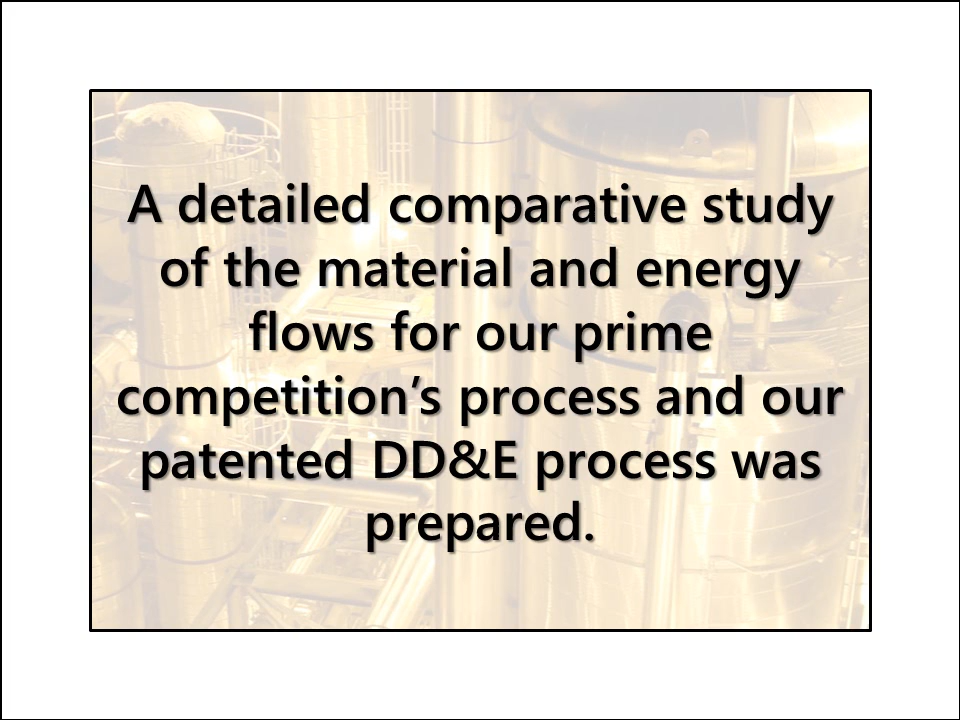 A detailed comparative study
of the material and energy
flows for our prime
competition’s process and our
patented DD&E process was
prepared.